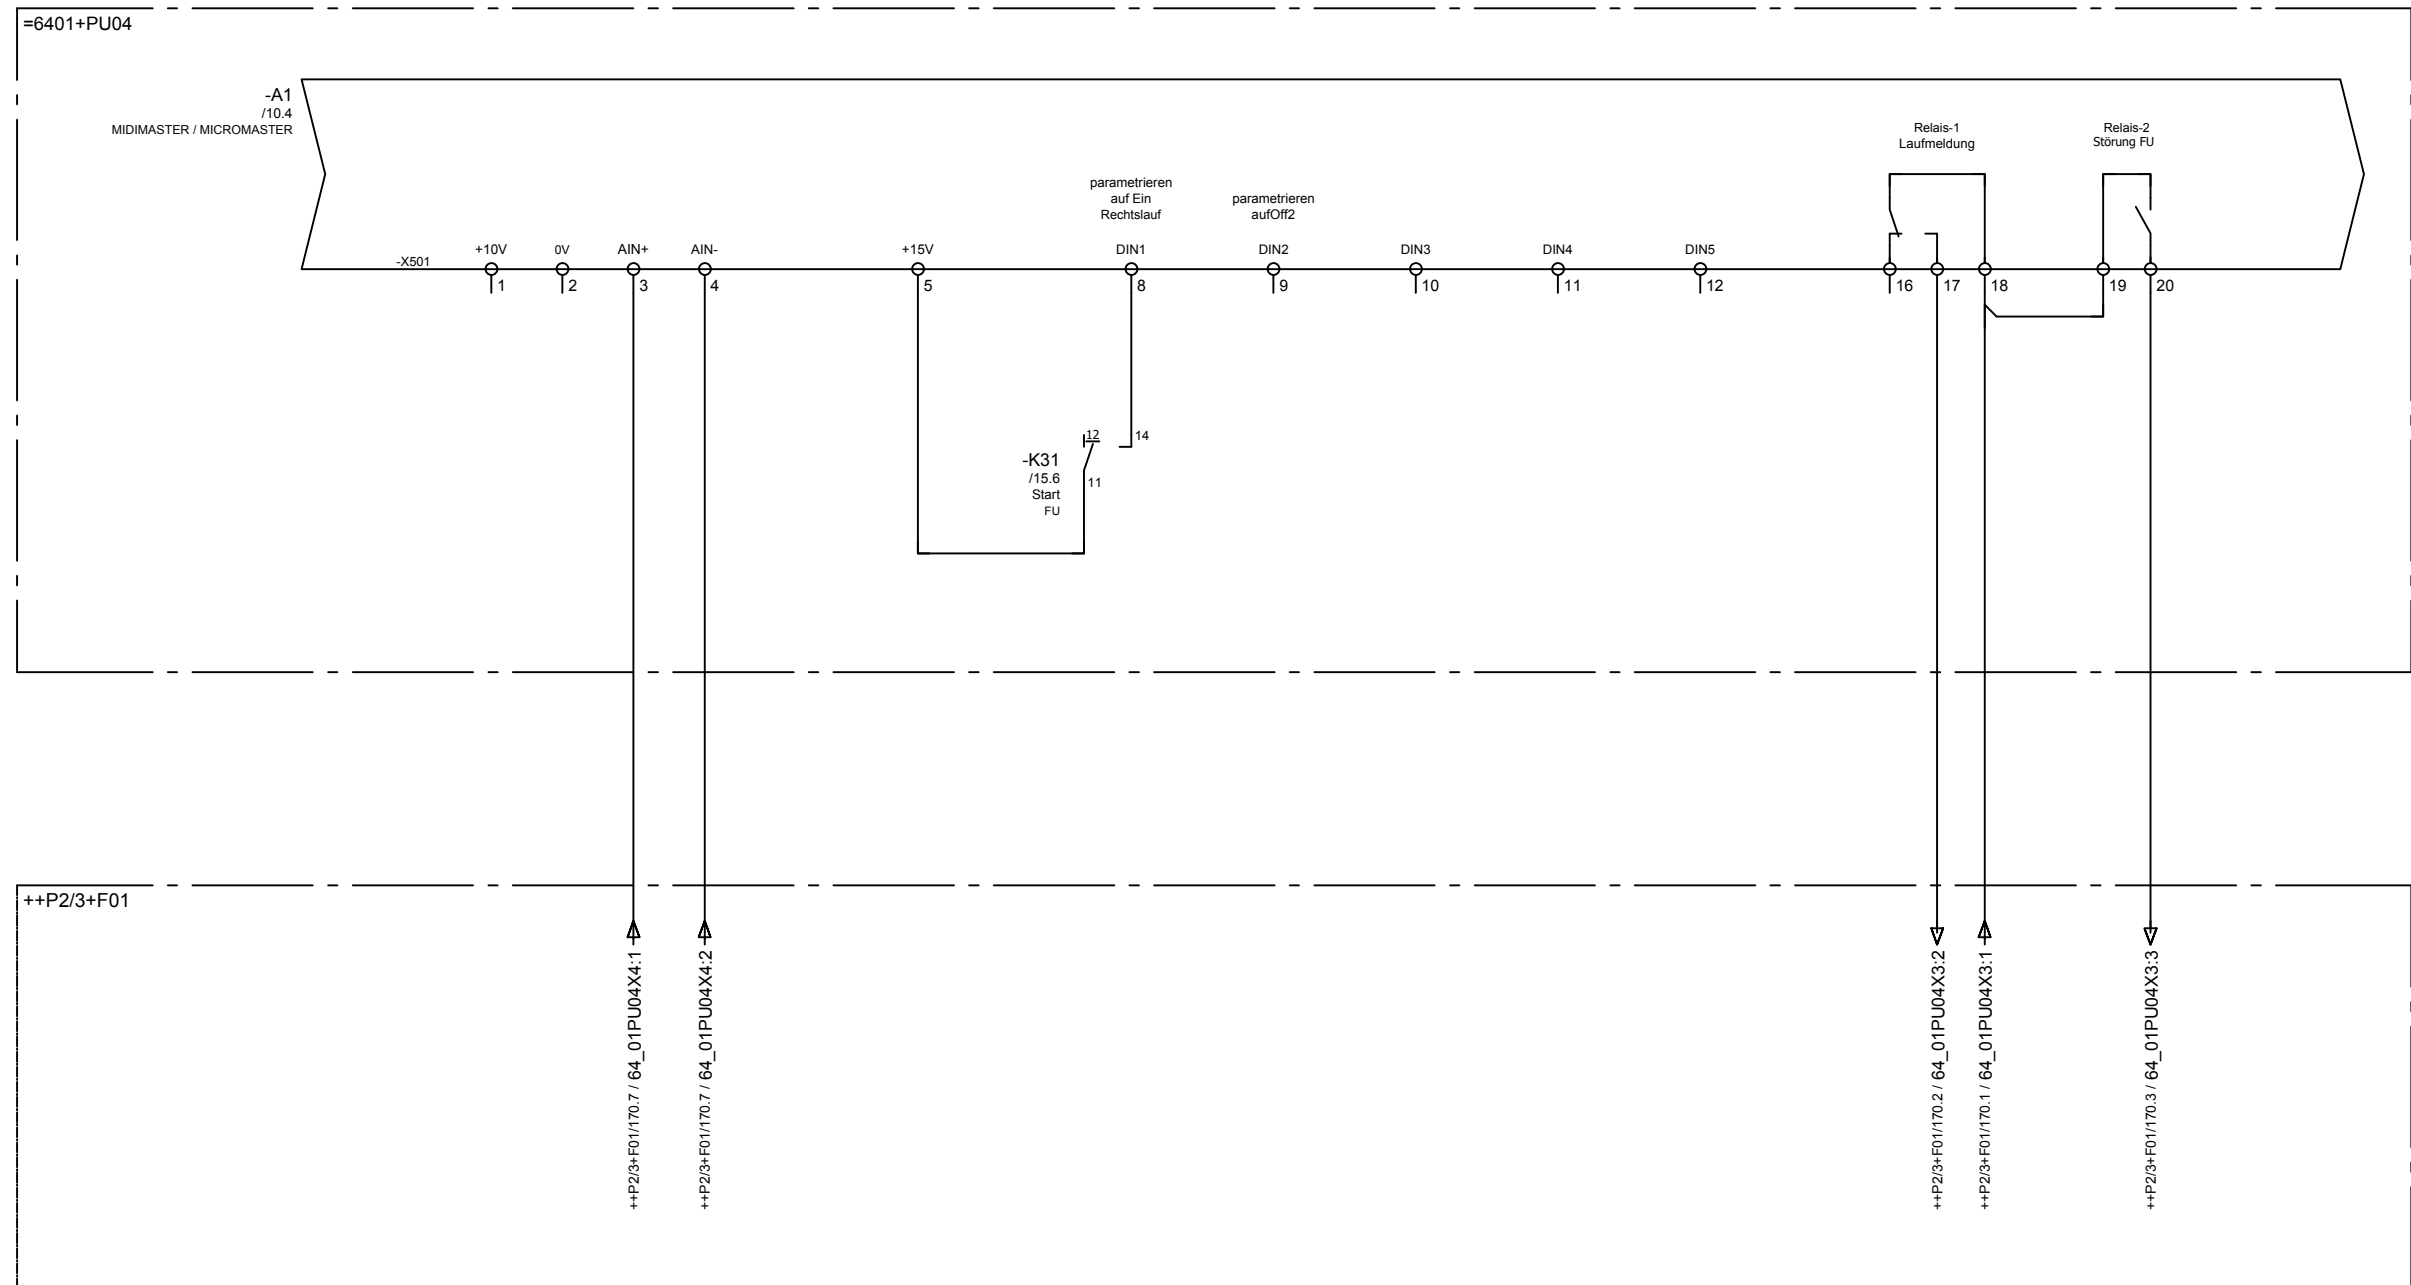 =6401+PU04
-A1
/10.4
MIDIMASTER / MICROMASTER
Relais-1
Laufmeldung
Relais-2
Störung FU
parametrieren
auf Ein
Rechtslauf
parametrieren
aufOff2
-X501
+10V
0V
AIN+
AIN-
+15V
DIN1
DIN2
DIN3
DIN4
DIN5
1
2
3
4
5
8
9
10
11
12
16
17
18
19
20
12
14
-K31
/15.6
Start
FU
11
++P2/3+F01
++P2/3+F01/170.7 / 64_01PU04X4:1
++P2/3+F01/170.7 / 64_01PU04X4:2
++P2/3+F01/170.2 / 64_01PU04X3:2
++P2/3+F01/170.1 / 64_01PU04X3:1
++P2/3+F01/170.3 / 64_01PU04X3:3